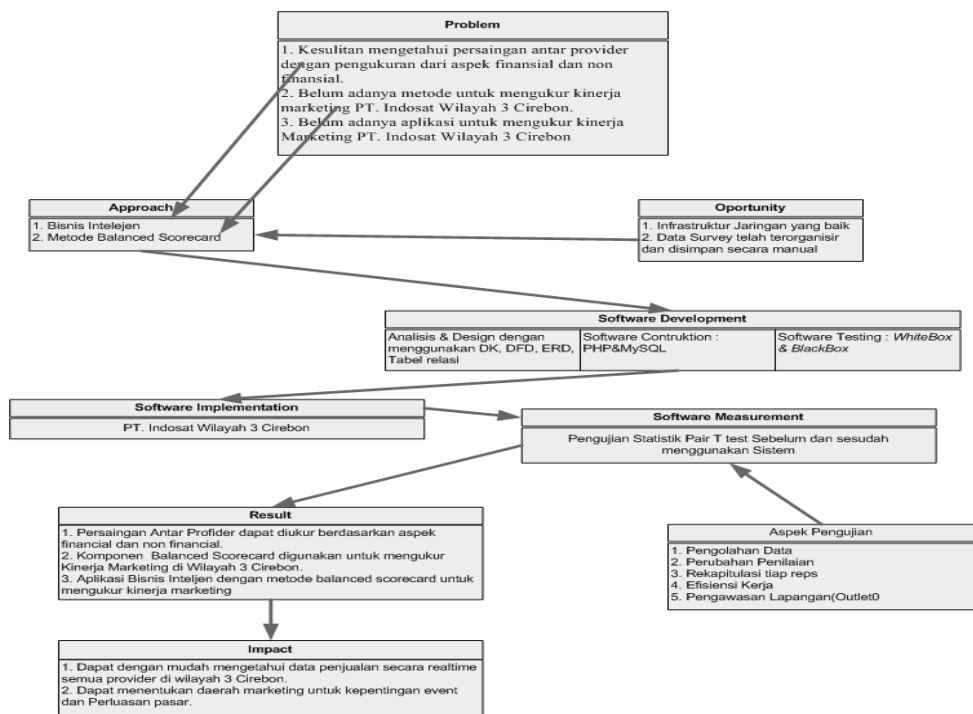 Problem
1. Kesulitan mengetahui persaingan antar provider
dengan pengukuran dari aspek finansial dan non
finansial.
2. Belum adanya metode untuk mengukur kinerja
marketing PT. Indosat Wilayah 3 Cirebon.
3. Belum adanya aplikasi untuk mengukur kinerja
Marketing PT. Indosat Wilayah 3 Cirebon
Approach
1. Bisnis Intelejen
2. Metode Balanced Scorecard
Oportunity
1. Infrastruktur Jaringan yang baik
2. Data Survey telah terorganisir
dan disimpan secara manual
Software Development
Analisis & Design dengan
menggunakan DK, DFD, ERD,
Tabel relasi
Software Contruktion :
PHP&MySQL
Software Testing : WhiteBox
& BlackBox
Software Implementation
PT. Indosat Wilayah 3 Cirebon
Software Measurement
Pengujian Statistik Pair T test Sebelum dan sesudah
menggunakan Sistem
Result
1. Persaingan Antar Profider dapat diukur berdasarkan aspek
financial dan non financial.
2. Komponen Balanced Scorecard digunakan untuk mengukur
Kinerja Marketing di Wilayah 3 Cirebon.
3. Aplikasi Bisnis Inteljen dengan metode balanced scorecard untuk
mengukur kinerja marketing
Aspek Pengujian
1. Pengolahan Data
2. Perubahan Penilaian
3. Rekapitulasi tiap reps
4. Efisiensi Kerja
5. Pengawasan Lapangan(Outlet0
Impact
1. Dapat dengan mudah mengetahui data penjualan secara realtime
semua provider di wilayah 3 Cirebon.
2. Dapat menentukan daerah marketing untuk kepentingan event
dan Perluasan pasar.